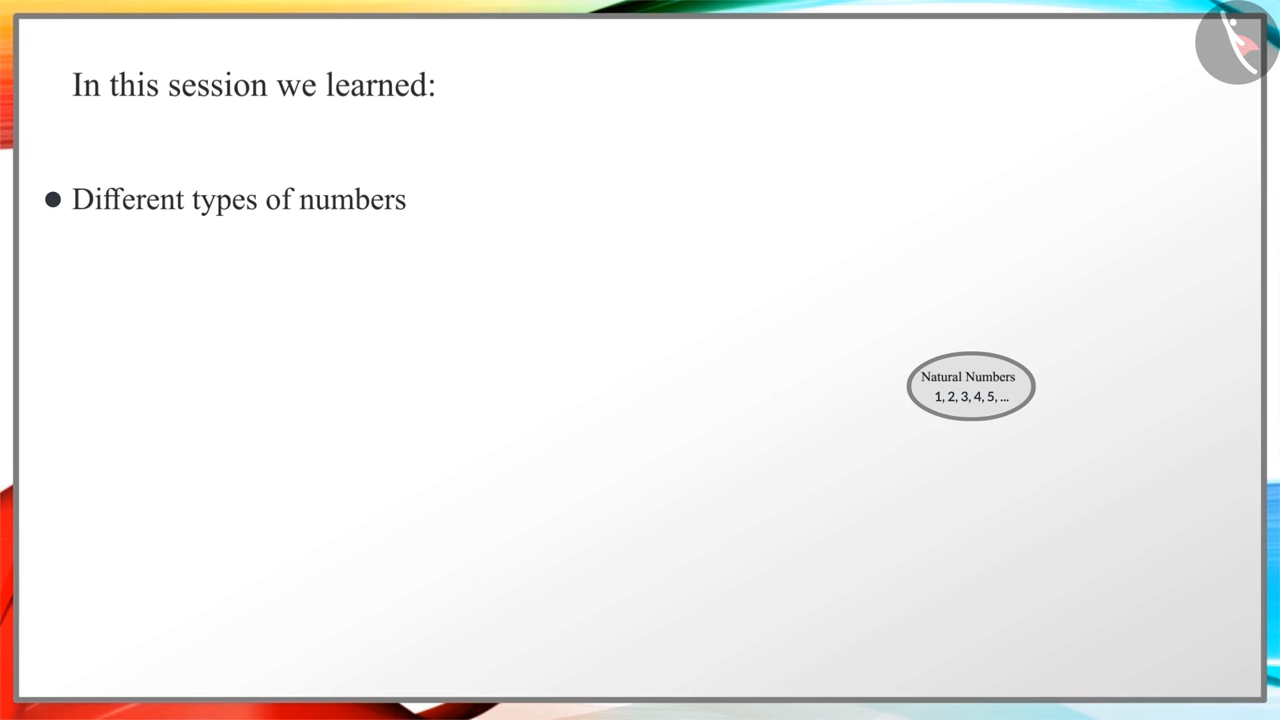 In this session we learned:
● Different types of numbers
Natural Numbers
1, 2, 3, 4, 5, ...